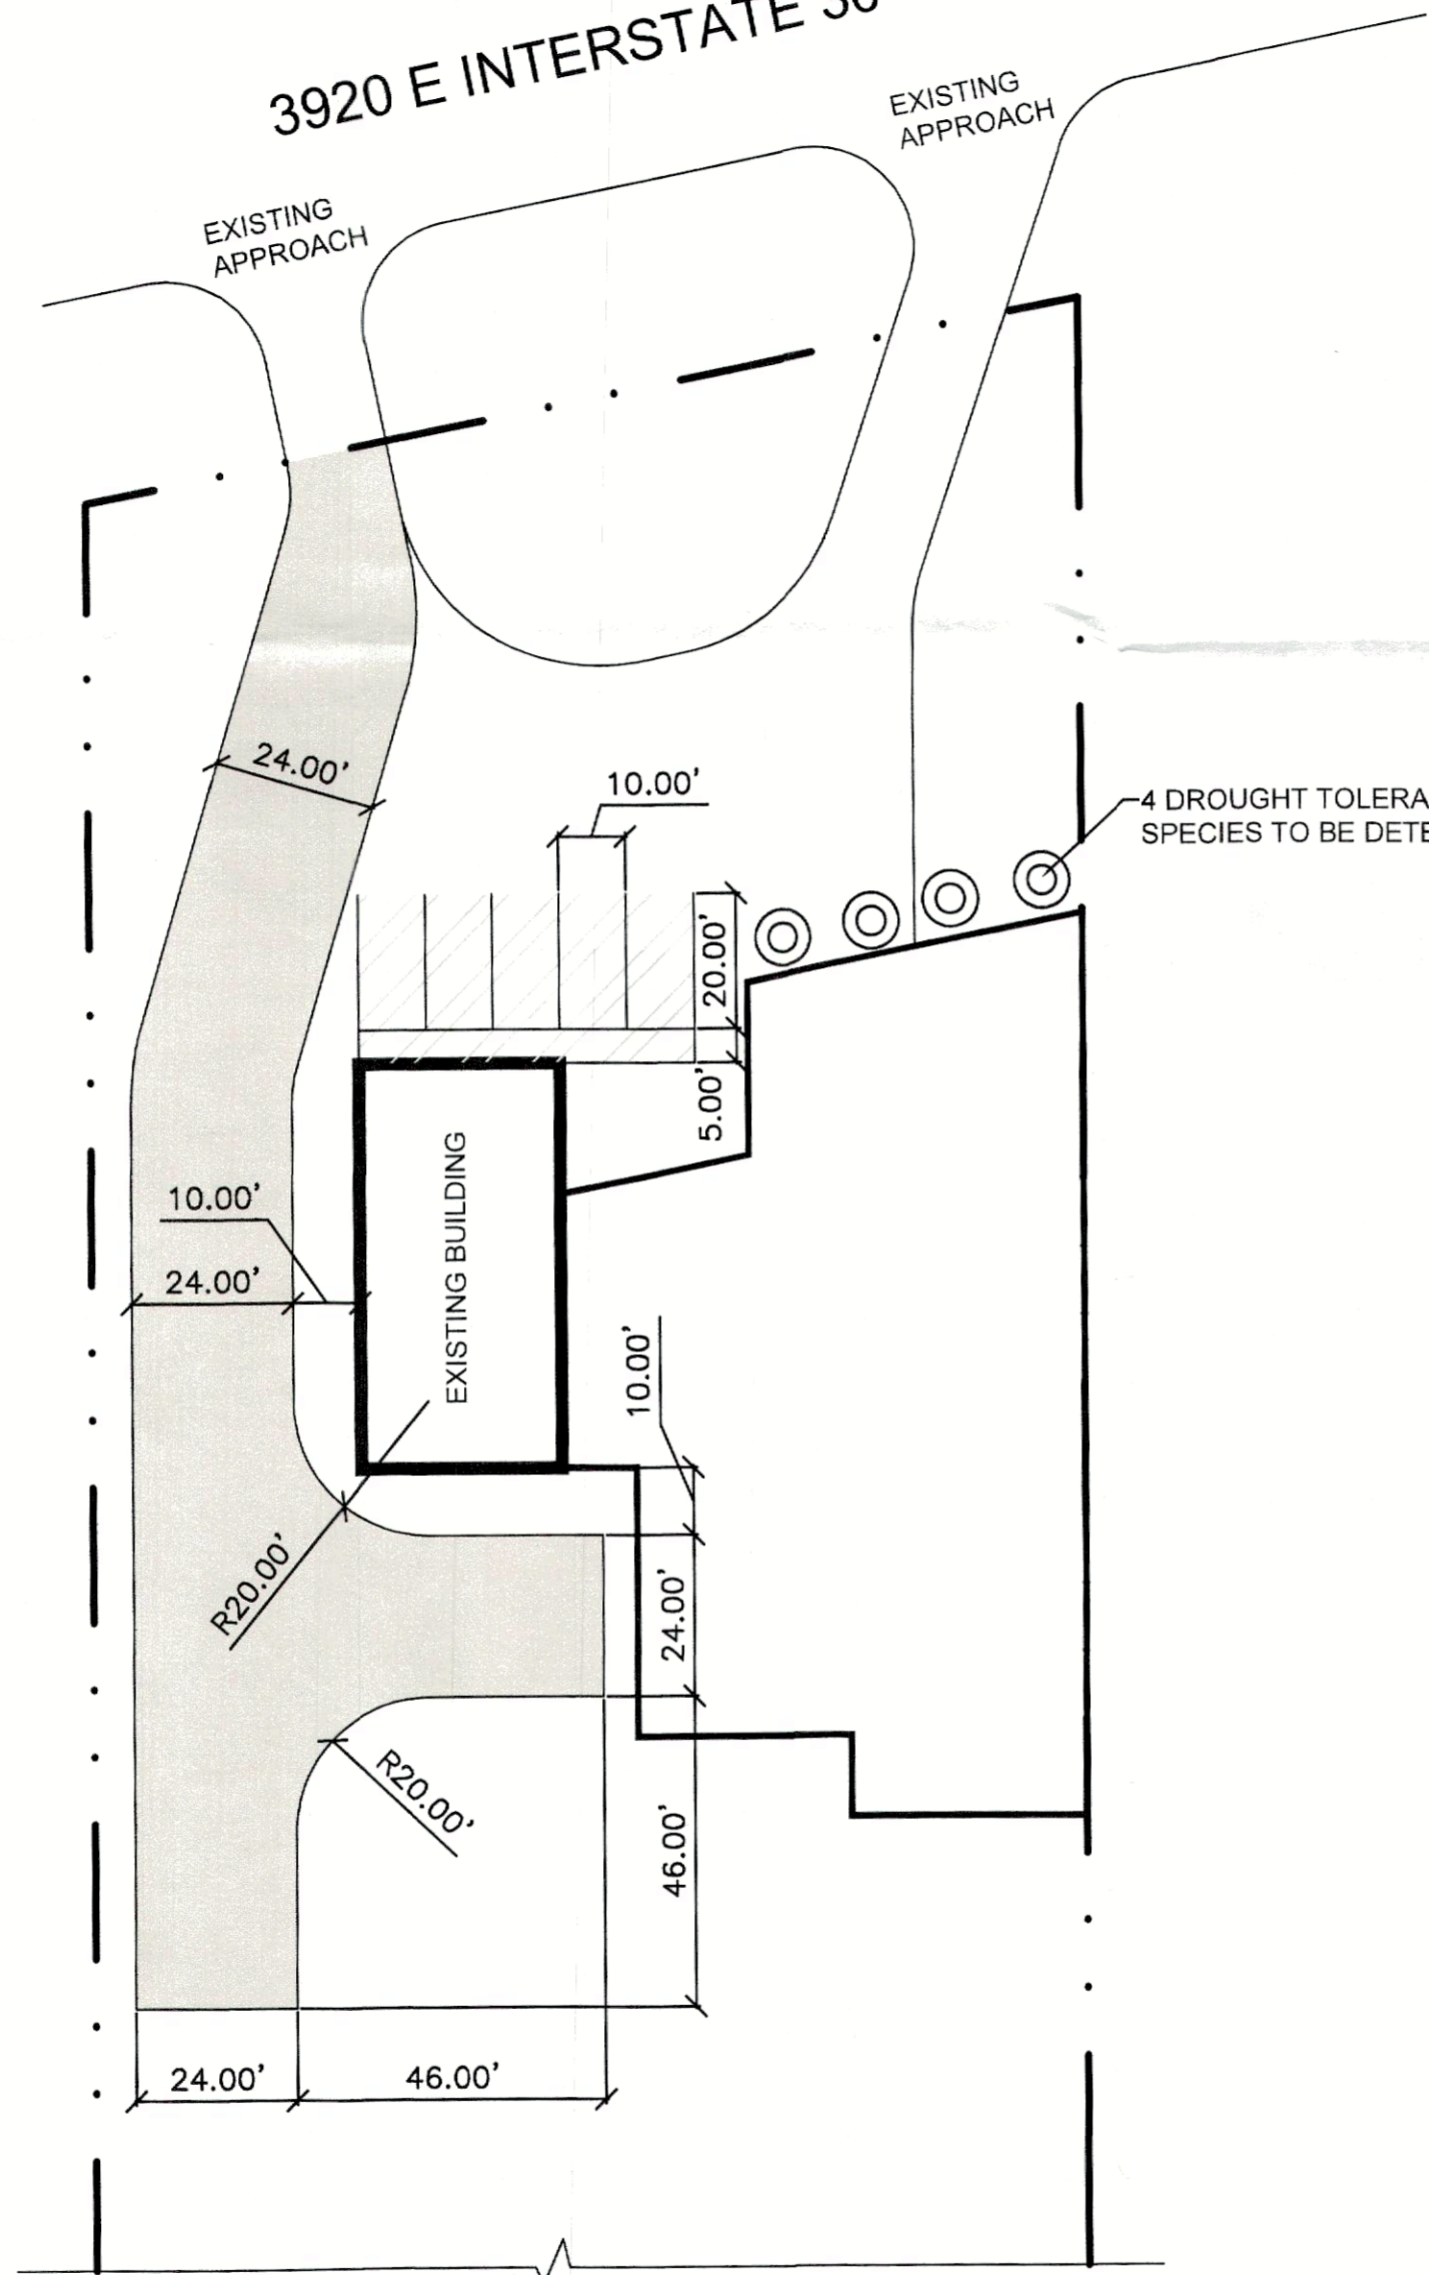 3920 E INTERSTATE 30
EXISTING
APPROACH
EXISTING
APPROACH
24.00'
10.00'
4 DROUGHT TOLERA
SPECIES TO BE DETE
20.00'
5.00'
10.00'
24.00'
EXISTING BUILDING
10.00'
R20.00'
24.00'
R20.00'
46.00'
24.00'
46.00'